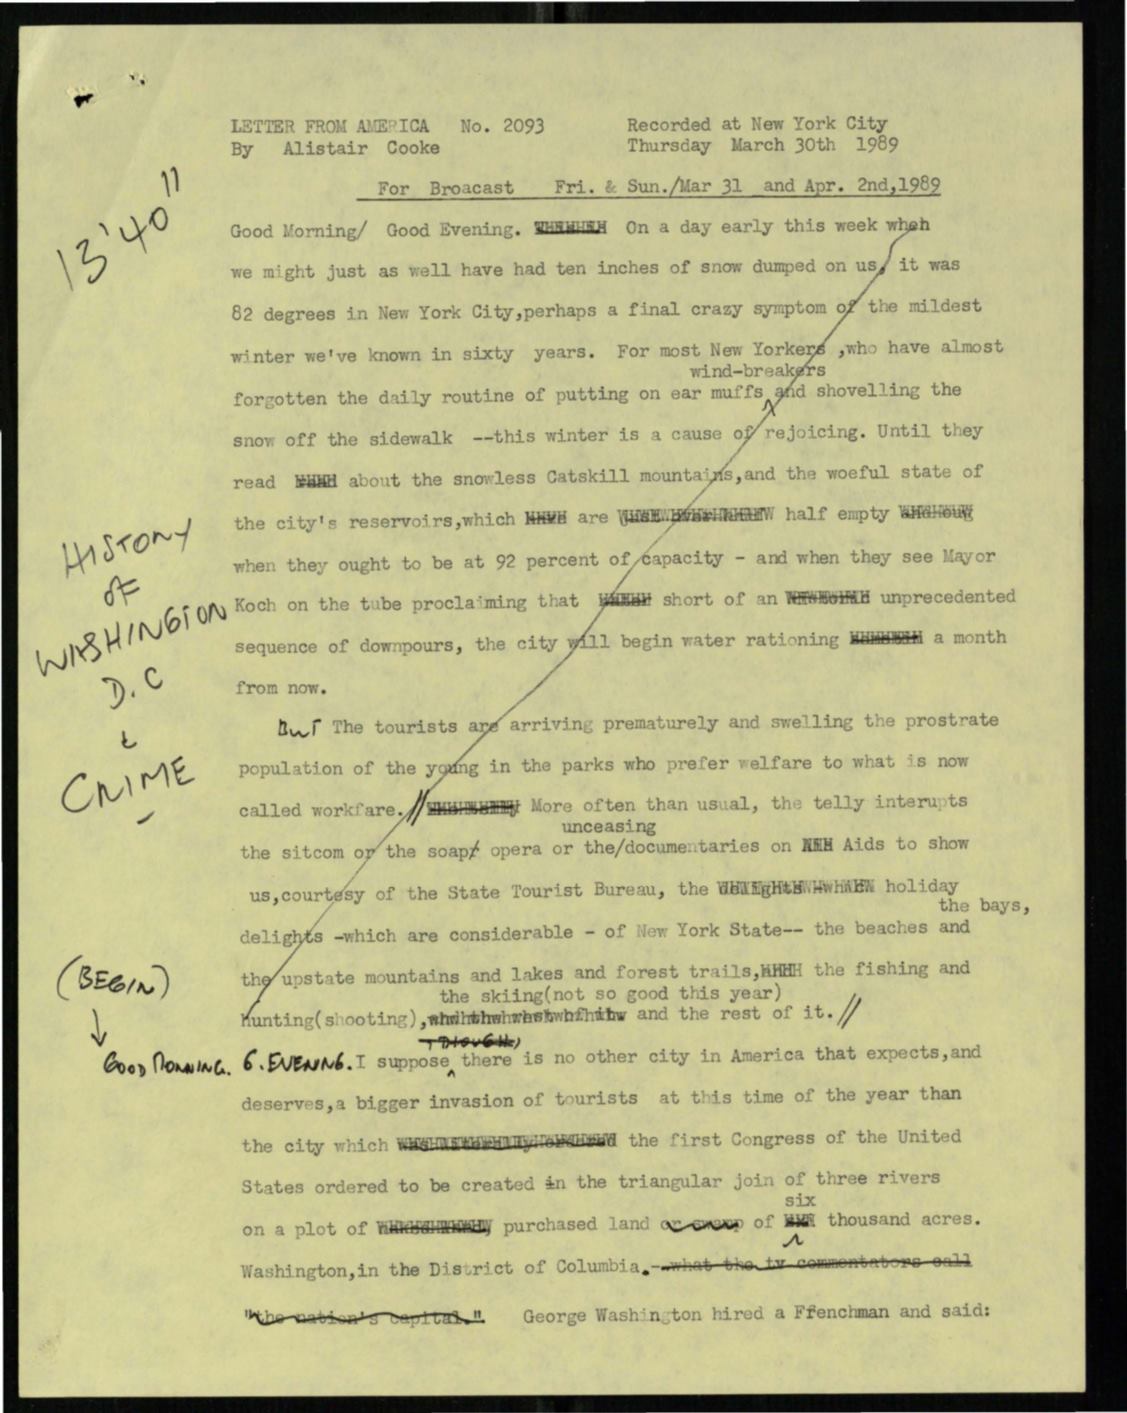 LETTER FROM AMERICA No. 2093 Recorded at New York City
By Alistair Cooke Thursday March 30th 1989
For Broacast Fri. & Sun./Mar 31 and Apr. 2nd,1989
13'40"
Good Morning/ Good Evening. On a day early this week when
we might just as well have had ten inches of snow dumped on us, it was
82 degrees in New York City,perhaps a final crazy symptom of the mildest
winter we've known in sixty years. For most New Yorkers ,who have almost
wind-breakers
forgotten the daily routine of putting on ear muffs and shovelling the
snow off the sidewalk --this winter is a cause of rejoicing. Until they
read about the snowless Catskill mountains,and the woeful state of
the city's reservoirs,which are half empty
when they ought to be at 92 percent of capacity - and when they see Mayor
Koch on the tube proclaiming that short of an unprecedented
sequence of downpours, the city will begin water rationing a month
from now.
HISTORY
OF
WASHINGTON
D.C
&
CRIME
But The tourists are arriving prematurely and swelling the prostrate
population of the young in the parks who prefer welfare to what is now
called workfare.// More often than usual, the telly interupts
unceasing
the sitcom or the soap opera or the/documentaries on Aids to show
us,courtesy of the State Tourist Bureau, the holiday
the bays,
delights -which are considerable - of New York State-- the beaches and
the upstate mountains and lakes and forest trails, the fishing and
the skiing(not so good this year)
hunting(shooting), and the rest of it.//
(BEGIN)
THOUGH,
GOOD MORNING. G. EVENING. I suppose there is no other city in America that expects,and
deserves,a bigger invasion of tourists at this time of the year than
the city which the first Congress of the United
States ordered to be created in the triangular join of three rivers
six
on a plot of purchased land or swamp of thousand acres.
Washington,in the District of Columbia.-what the tv commentators call
"the nation's capital." George Washington hired a Frenchman and said: